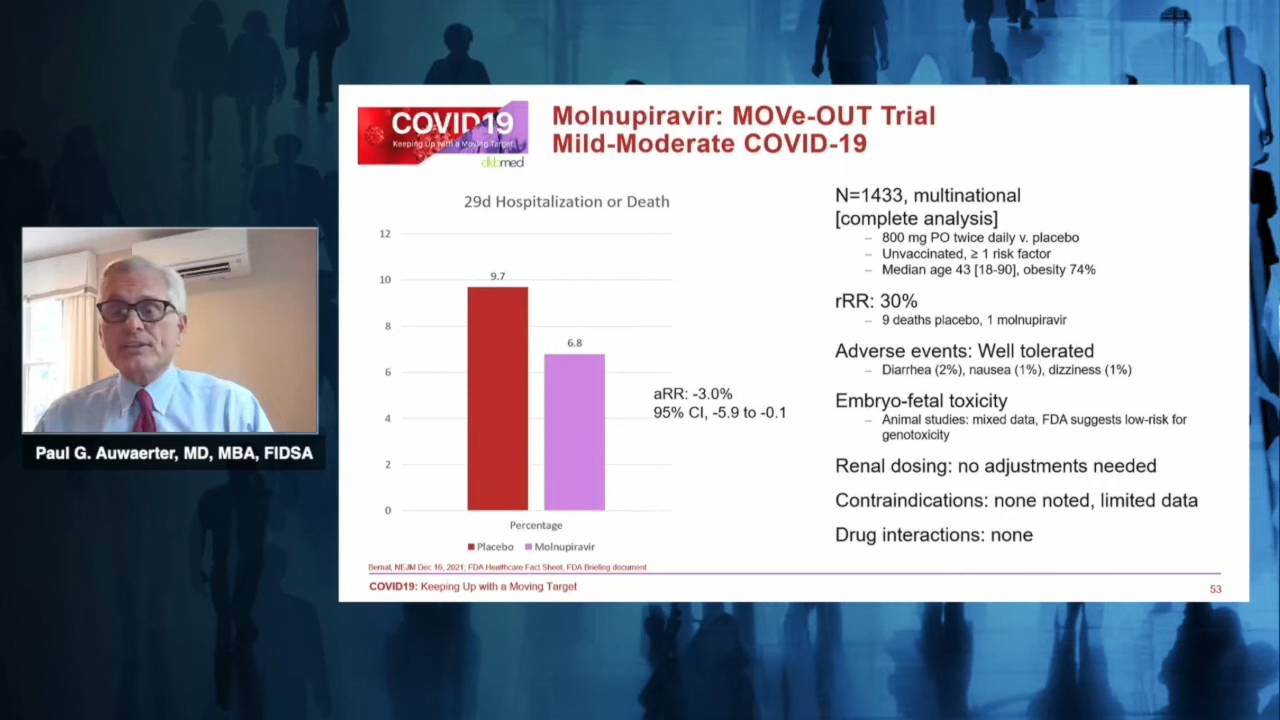 COVID19
Keeping Up with a Moving Target
dkbmed
Molnupiravir: MOVe-OUT Trial
Mild-Moderate COVID-19
29d Hospitalization or Death
12
10
8
6
4
2
0
9.7
6.8
Percentage
Placebo
Molnupiravir
aRR: -3.0%
95% CI, -5.9 to -0.1
N=1433, multinational
[complete analysis]
– 800 mg PO twice daily v. placebo
– Unvaccinated, ≥ 1 risk factor
– Median age 43 [18-90], obesity 74%
rRR: 30%
– 9 deaths placebo, 1 molnupiravir
Adverse events: Well tolerated
– Diarrhea (2%), nausea (1%), dizziness (1%)
Embryo-fetal toxicity
– Animal studies: mixed data, FDA suggests low-risk for
genotoxicity
Renal dosing: no adjustments needed
Contraindications: none noted, limited data
Drug interactions: none
Bernal, NEJM Dec 16, 2021; FDA Healthcare Fact Sheet, FDA Briefing document
COVID19: Keeping Up with a Moving Target
53
Paul G. Auwaerter, MD, MBA, FIDSA